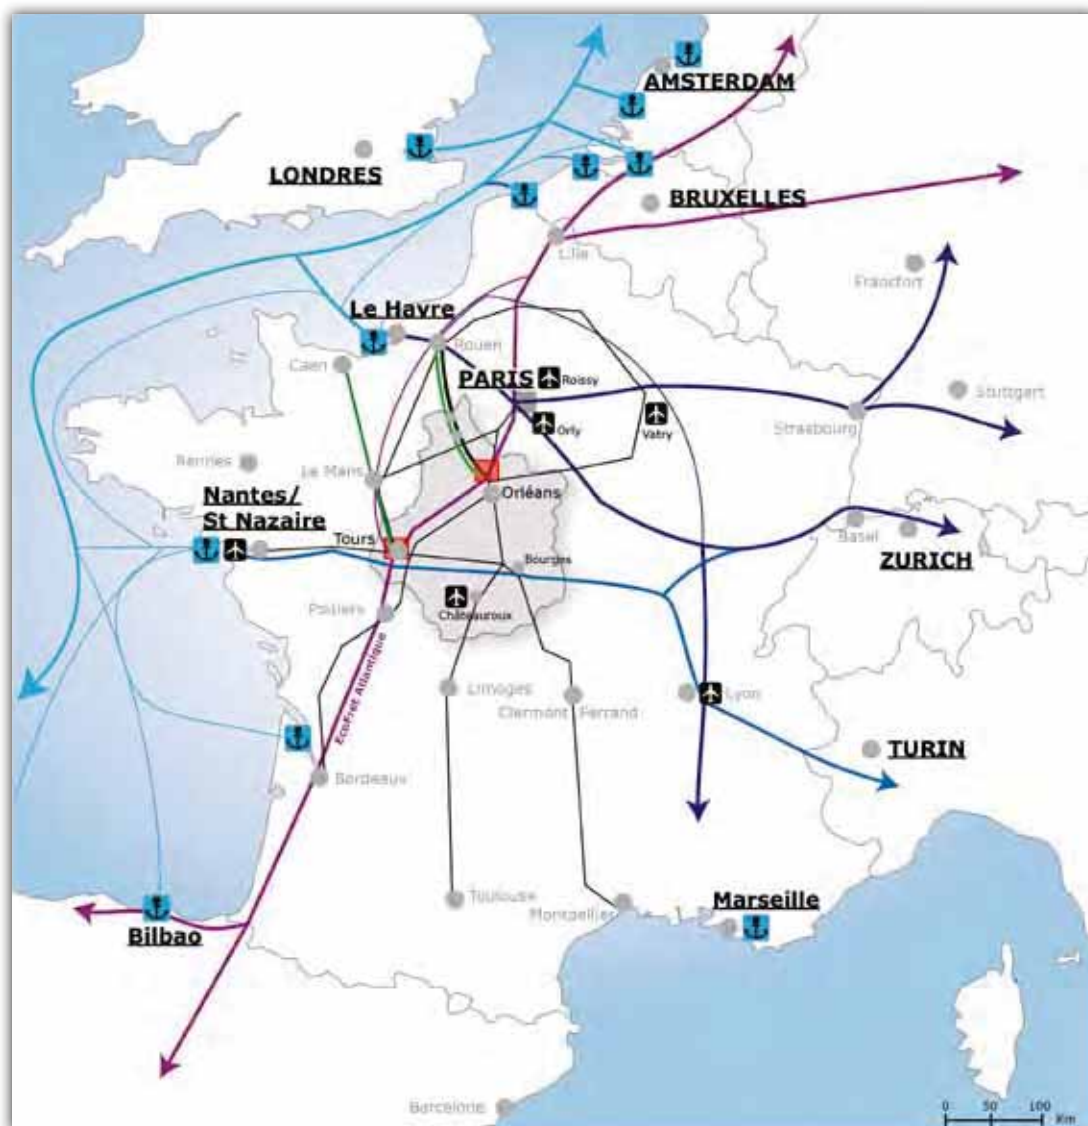 AMSTERDAM
LONDRES
BRUXELLES
Lille
Francfort
Le Havre
Rouen
Caen
PARIS
Roissy
Stuttgart
Orly
Vatry
Strasbourg
Rennes
Le Mans
Orléans
Nantes/
St Nazaire
Tours
Basel
ZURICH
Bourges
Châteauroux
Poitiers
EcoFret Atlantique
Limoges
Clermont Ferrand
Lyon
TURIN
Bordeaux
Toulouse
Montpellier
Marseille
Bilbao
Barcelone
0 50 100
Km